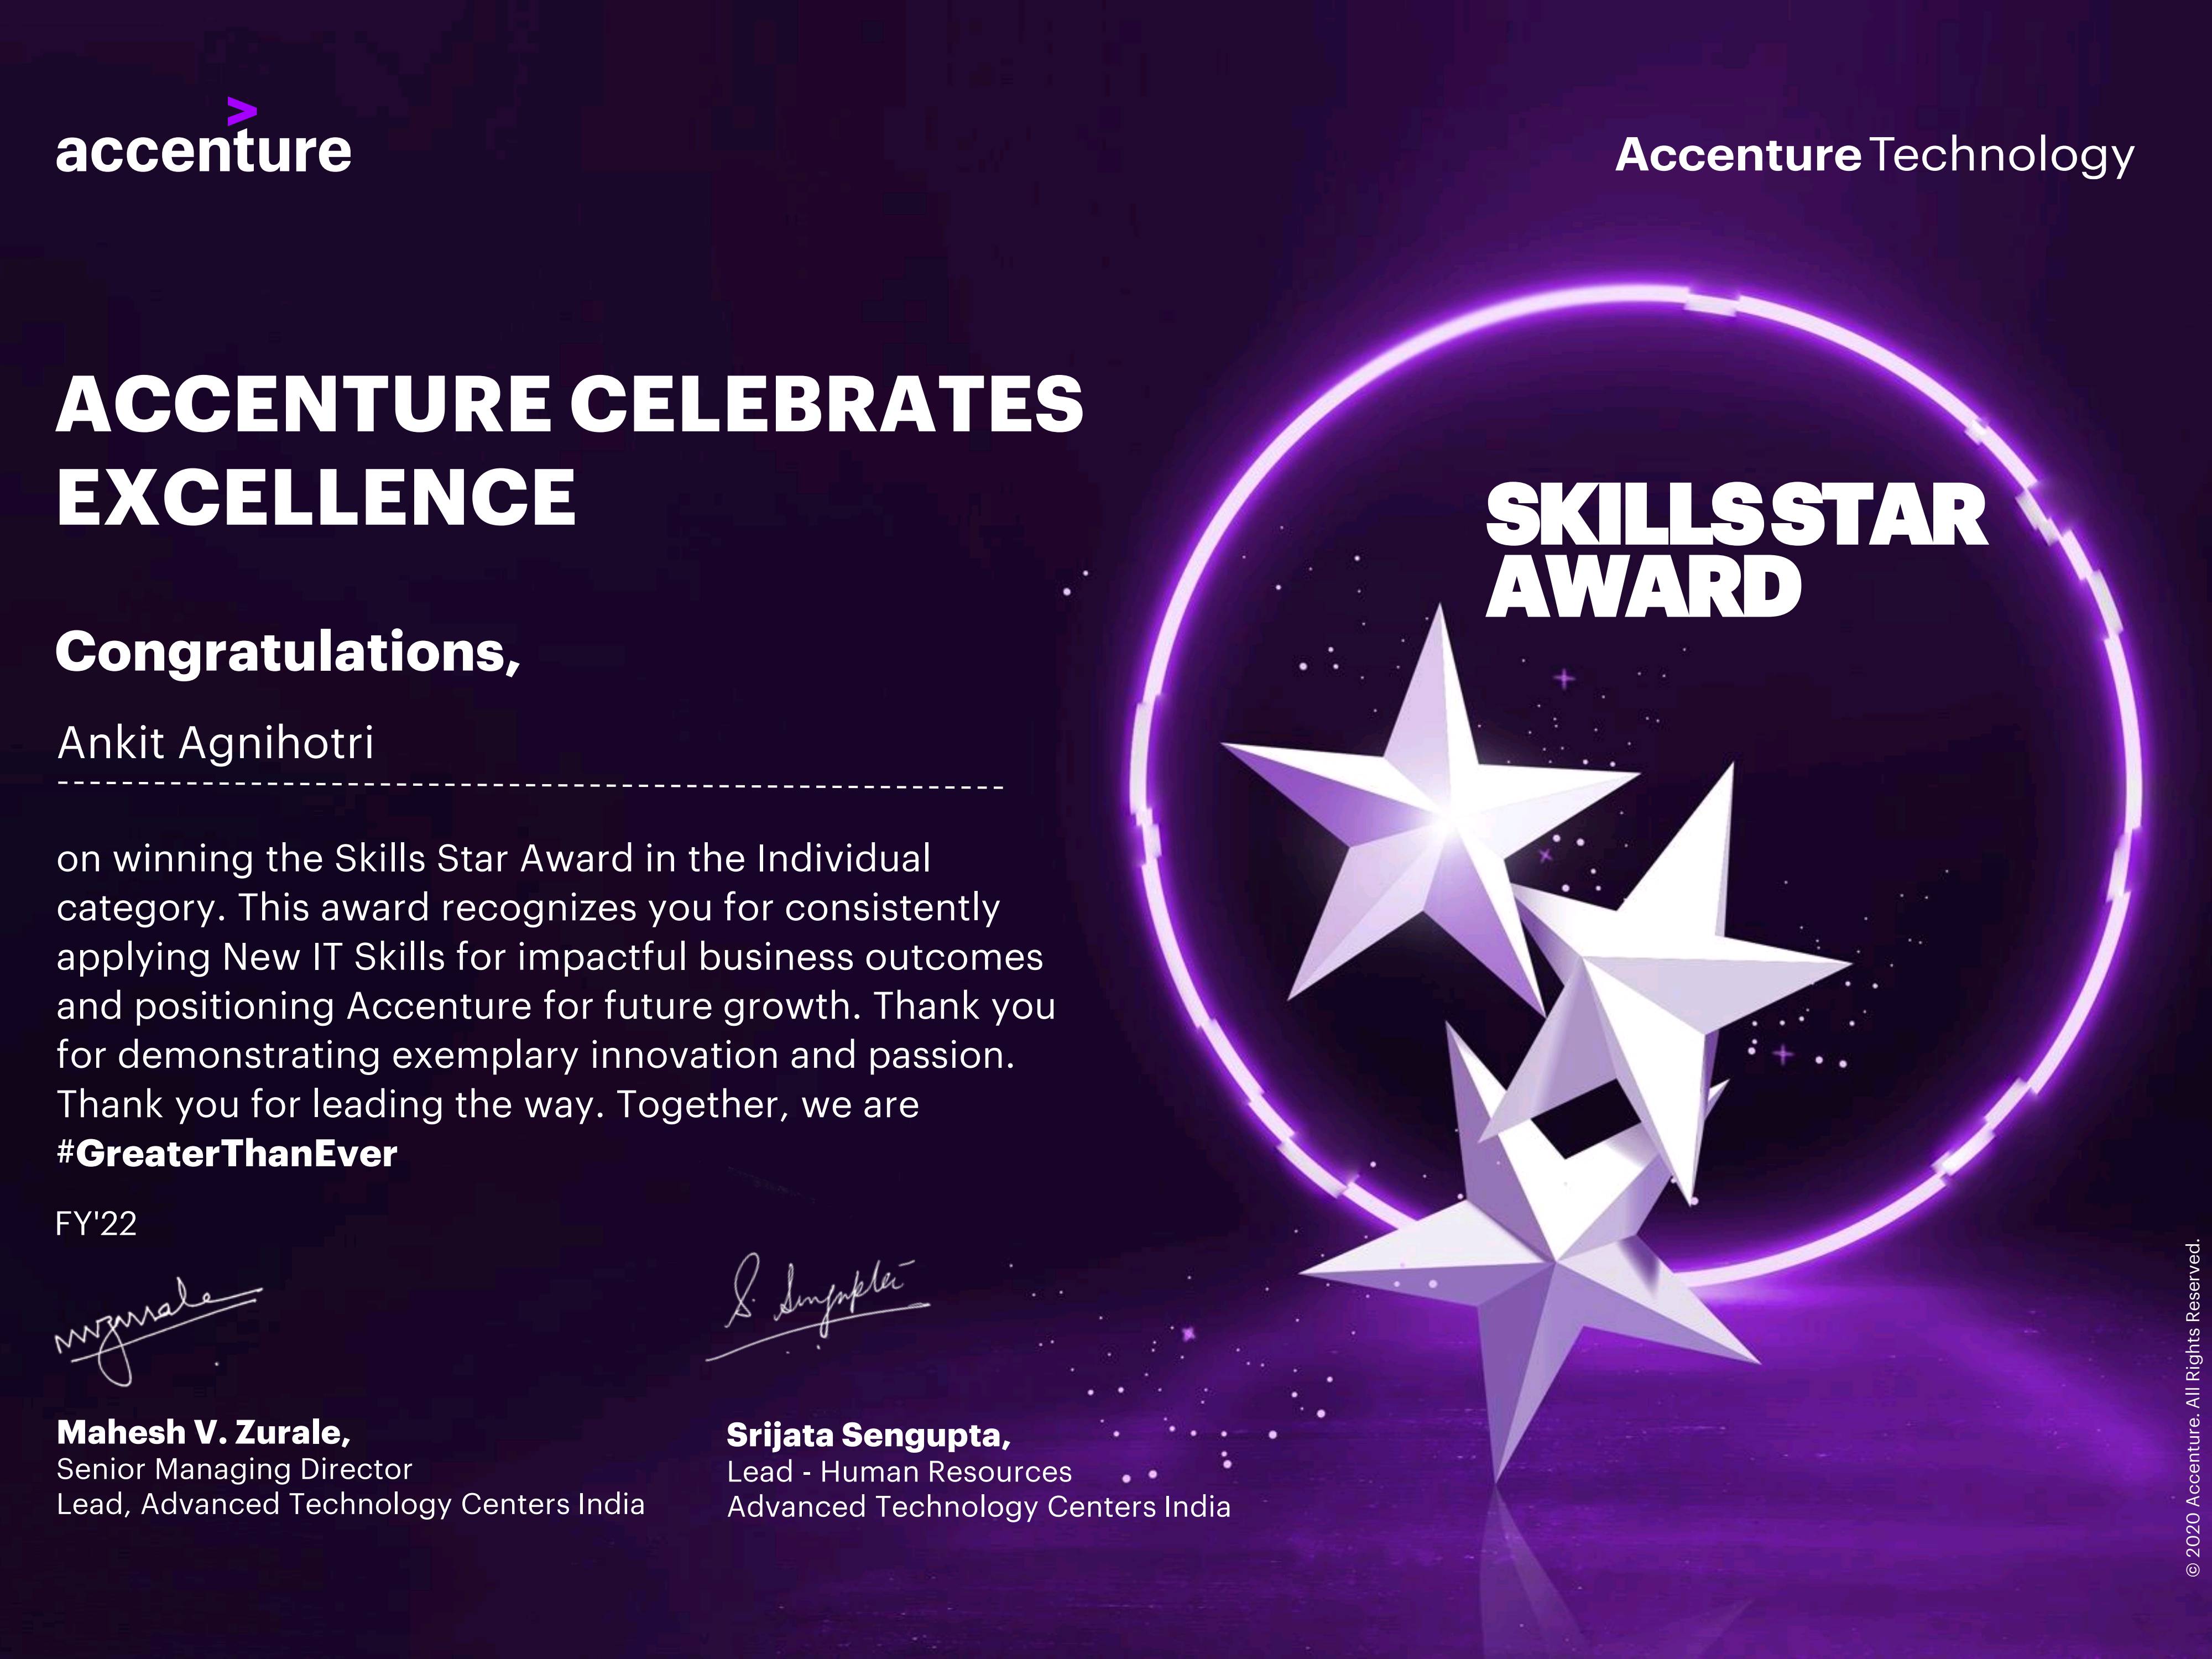 >
accenture
Accenture Technology
ACCENTURE CELEBRATES
EXCELLENCE
SKILLS STAR
AWARD
Congratulations,
Ankit Agnihotri
on winning the Skills Star Award in the Individual
category. This award recognizes you for consistently
applying New IT Skills for impactful business outcomes
and positioning Accenture for future growth. Thank you
for demonstrating exemplary innovation and passion.
Thank you for leading the way. Together, we are
#GreaterThanEver
FY'22
mvzurale
S. Sengupta
Mahesh V. Zurale,
Senior Managing Director
Lead, Advanced Technology Centers India
Srijata Sengupta,
Lead - Human Resources
Advanced Technology Centers India
© 2020 Accenture. All Rights Reserved.